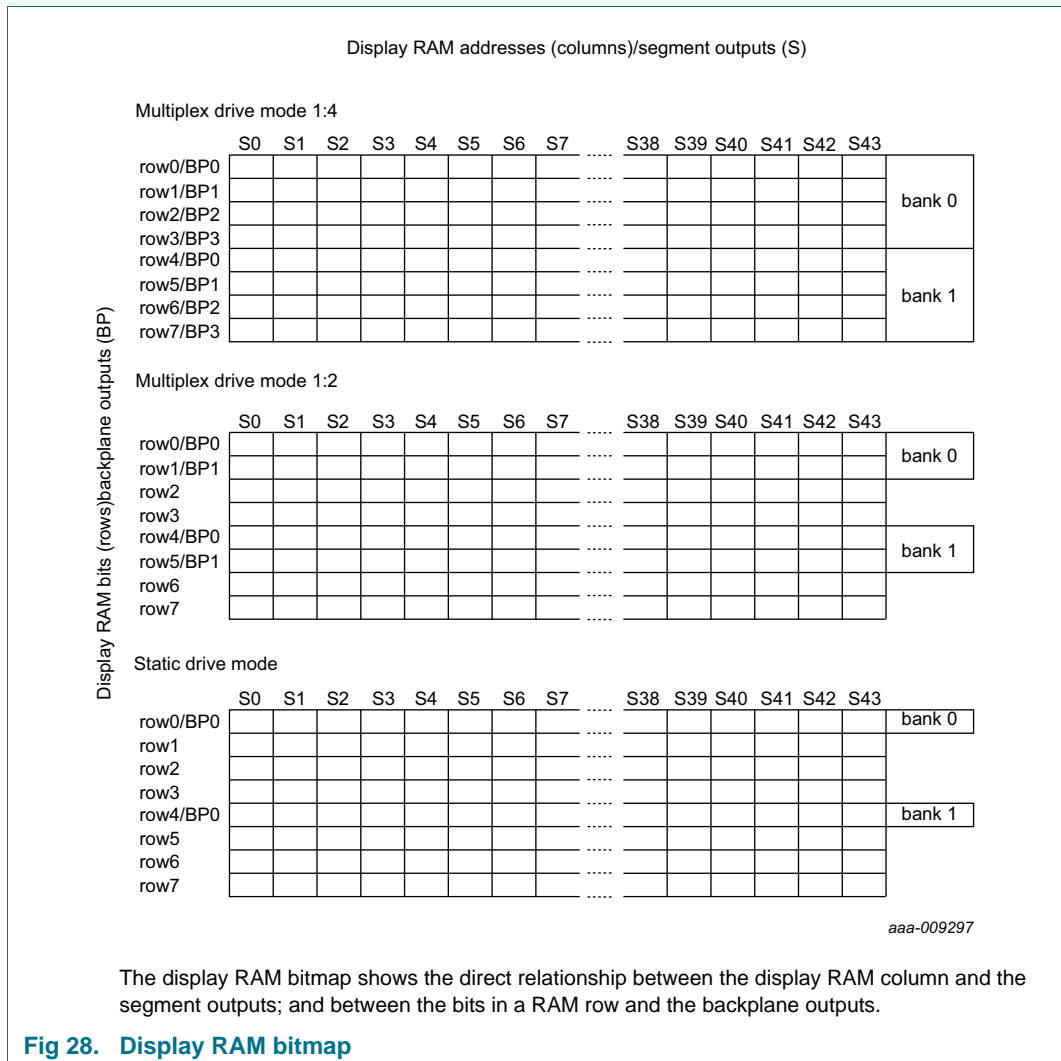 Display RAM addresses (columns)/segment outputs (S)
Display RAM bits (rows)backplane outputs (BP)
Multiplex drive mode 1:4
S0 S1 S2 S3 S4 S5 S6 S7 ..... S38 S39 S40 S41 S42 S43
row0/BP0
row1/BP1
row2/BP2
row3/BP3
bank 0
row4/BP0
row5/BP1
row6/BP2
row7/BP3
bank 1
Multiplex drive mode 1:2
S0 S1 S2 S3 S4 S5 S6 S7 ..... S38 S39 S40 S41 S42 S43
row0/BP0
row1/BP1
bank 0
row2
row3
row4/BP0
row5/BP1
bank 1
row6
row7
Static drive mode
S0 S1 S2 S3 S4 S5 S6 S7 ..... S38 S39 S40 S41 S42 S43
row0/BP0 bank 0
row1
row2
row3
row4/BP0 bank 1
row5
row6
row7
aaa-009297
The display RAM bitmap shows the direct relationship between the display RAM column and the
segment outputs; and between the bits in a RAM row and the backplane outputs.
Fig 28. Display RAM bitmap